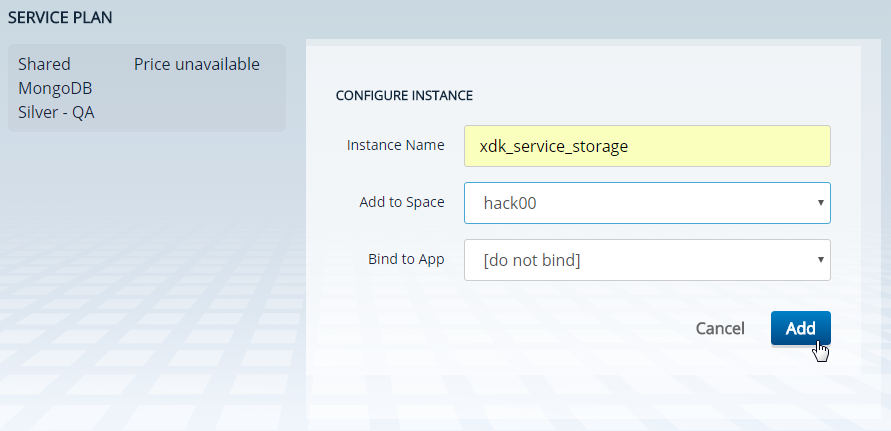 SERVICE PLAN
Shared MongoDB Silver - QA
Price unavailable
CONFIGURE INSTANCE
Instance Name xdk_service_storage
Add to Space hack00
Bind to App [do not bind]
Cancel Add